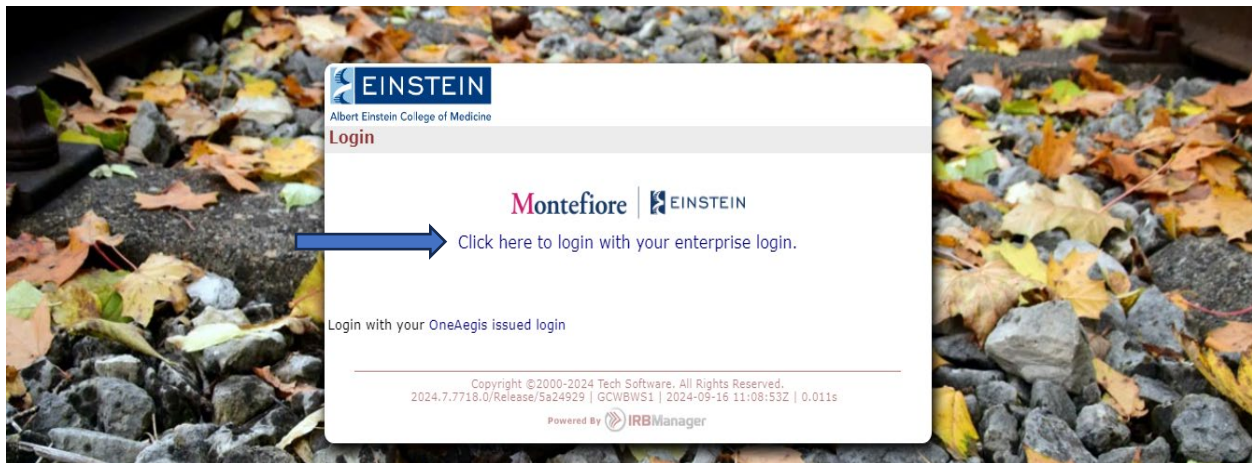 EINSTEIN
Albert Einstein College of Medicine
Login
Montefiore EINSTEIN
Click here to login with your enterprise login.
Login with your OneAegis issued login
Copyright ©2000-2024 Tech Software. All Rights Reserved.
2024.7.7718.0/Release/5a24929 | GCWBWS1 | 2024-09-16 11:08:53Z | 0.011s
Powered By IRBManager